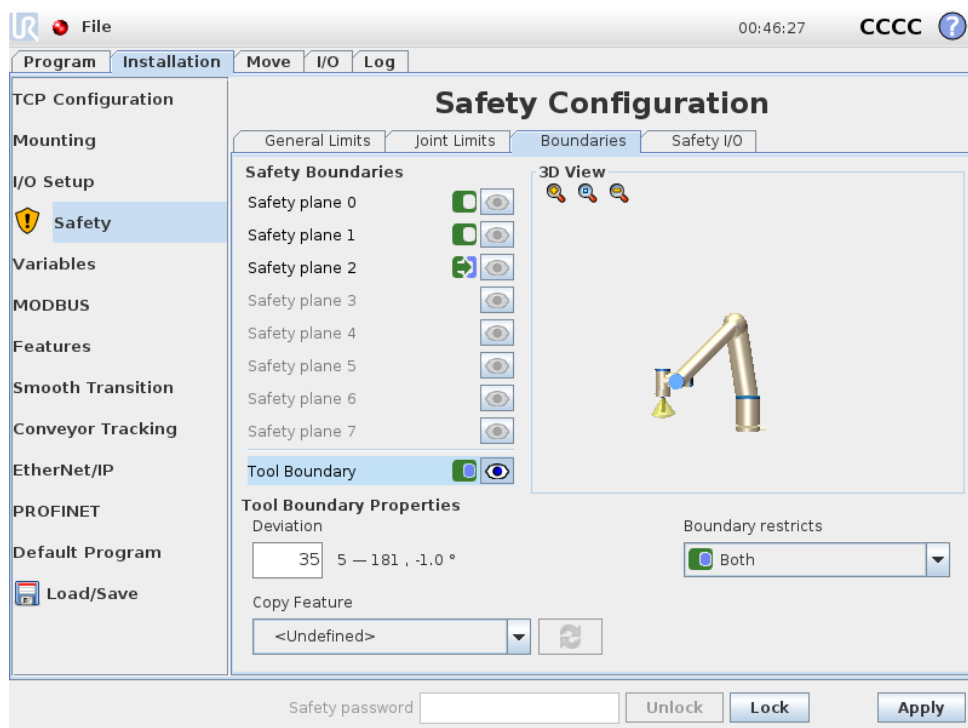 UR File 00:46:27 CCCC ?
Program Installation Move I/O Log
TCP Configuration
Mounting
I/O Setup
Safety
Variables
MODBUS
Features
Smooth Transition
Conveyor Tracking
EtherNet/IP
PROFINET
Default Program
Load/Save
Safety Configuration
General Limits Joint Limits Boundaries Safety I/O
Safety Boundaries
Safety plane 0
Safety plane 1
Safety plane 2
Safety plane 3
Safety plane 4
Safety plane 5
Safety plane 6
Safety plane 7
Tool Boundary
3D View
Tool Boundary Properties
Deviation
35 5 — 181 , -1.0 °
Boundary restricts
Both
Copy Feature
<Undefined>
Safety password Unlock Lock Apply